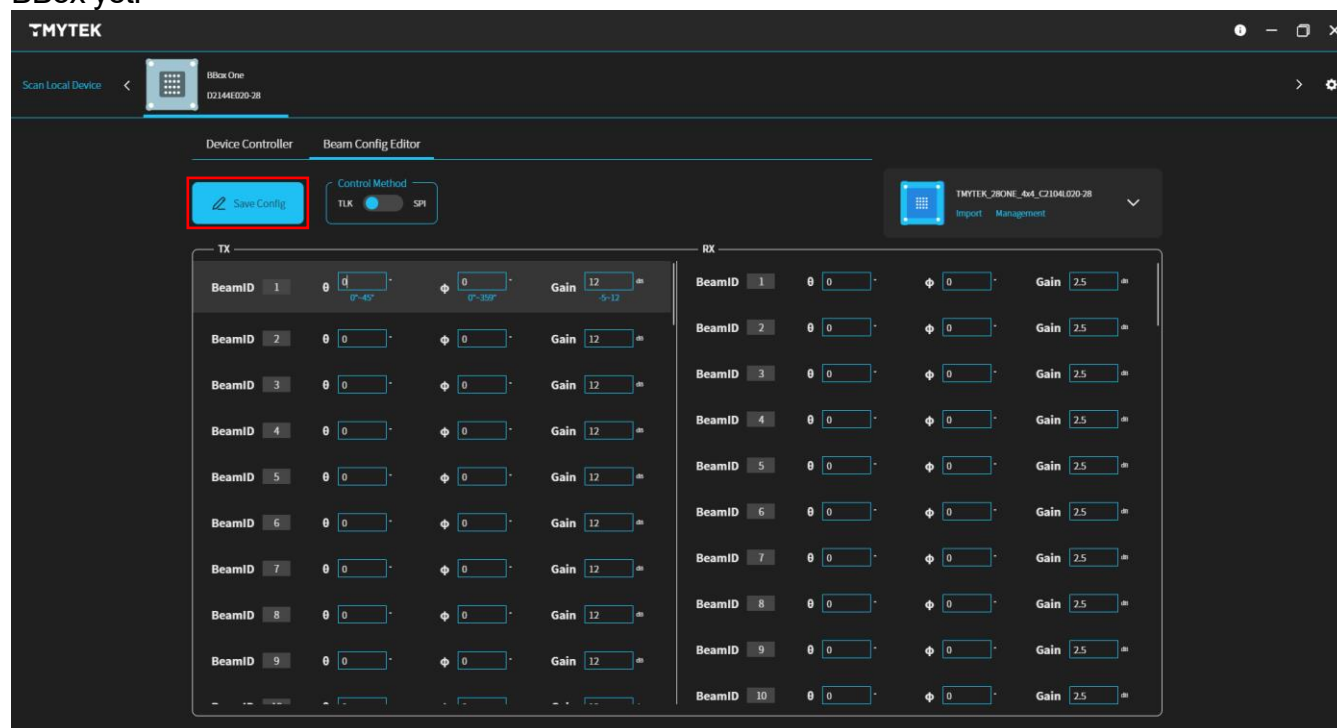 BBox yet.
TMYTEK
Scan Local Device
BBox One
D2144E020-28
Device Controller Beam Config Editor
Save Config
Control Method
TLK SPI
TMYTEK_28ONE_4x4_C2104L020-28
Import Management
TX
BeamID 1 θ 0 ° ϕ 0 ° Gain 12 dB
0°~45° 0°~359° -5~12
BeamID 2 θ 0 ° ϕ 0 ° Gain 12 dB
BeamID 3 θ 0 ° ϕ 0 ° Gain 12 dB
BeamID 4 θ 0 ° ϕ 0 ° Gain 12 dB
BeamID 5 θ 0 ° ϕ 0 ° Gain 12 dB
BeamID 6 θ 0 ° ϕ 0 ° Gain 12 dB
BeamID 7 θ 0 ° ϕ 0 ° Gain 12 dB
BeamID 8 θ 0 ° ϕ 0 ° Gain 12 dB
BeamID 9 θ 0 ° ϕ 0 ° Gain 12 dB
RX
BeamID 1 θ 0 ° ϕ 0 ° Gain 2.5 dB
BeamID 2 θ 0 ° ϕ 0 ° Gain 2.5 dB
BeamID 3 θ 0 ° ϕ 0 ° Gain 2.5 dB
BeamID 4 θ 0 ° ϕ 0 ° Gain 2.5 dB
BeamID 5 θ 0 ° ϕ 0 ° Gain 2.5 dB
BeamID 6 θ 0 ° ϕ 0 ° Gain 2.5 dB
BeamID 7 θ 0 ° ϕ 0 ° Gain 2.5 dB
BeamID 8 θ 0 ° ϕ 0 ° Gain 2.5 dB
BeamID 9 θ 0 ° ϕ 0 ° Gain 2.5 dB
BeamID 10 θ 0 ° ϕ 0 ° Gain 2.5 dB